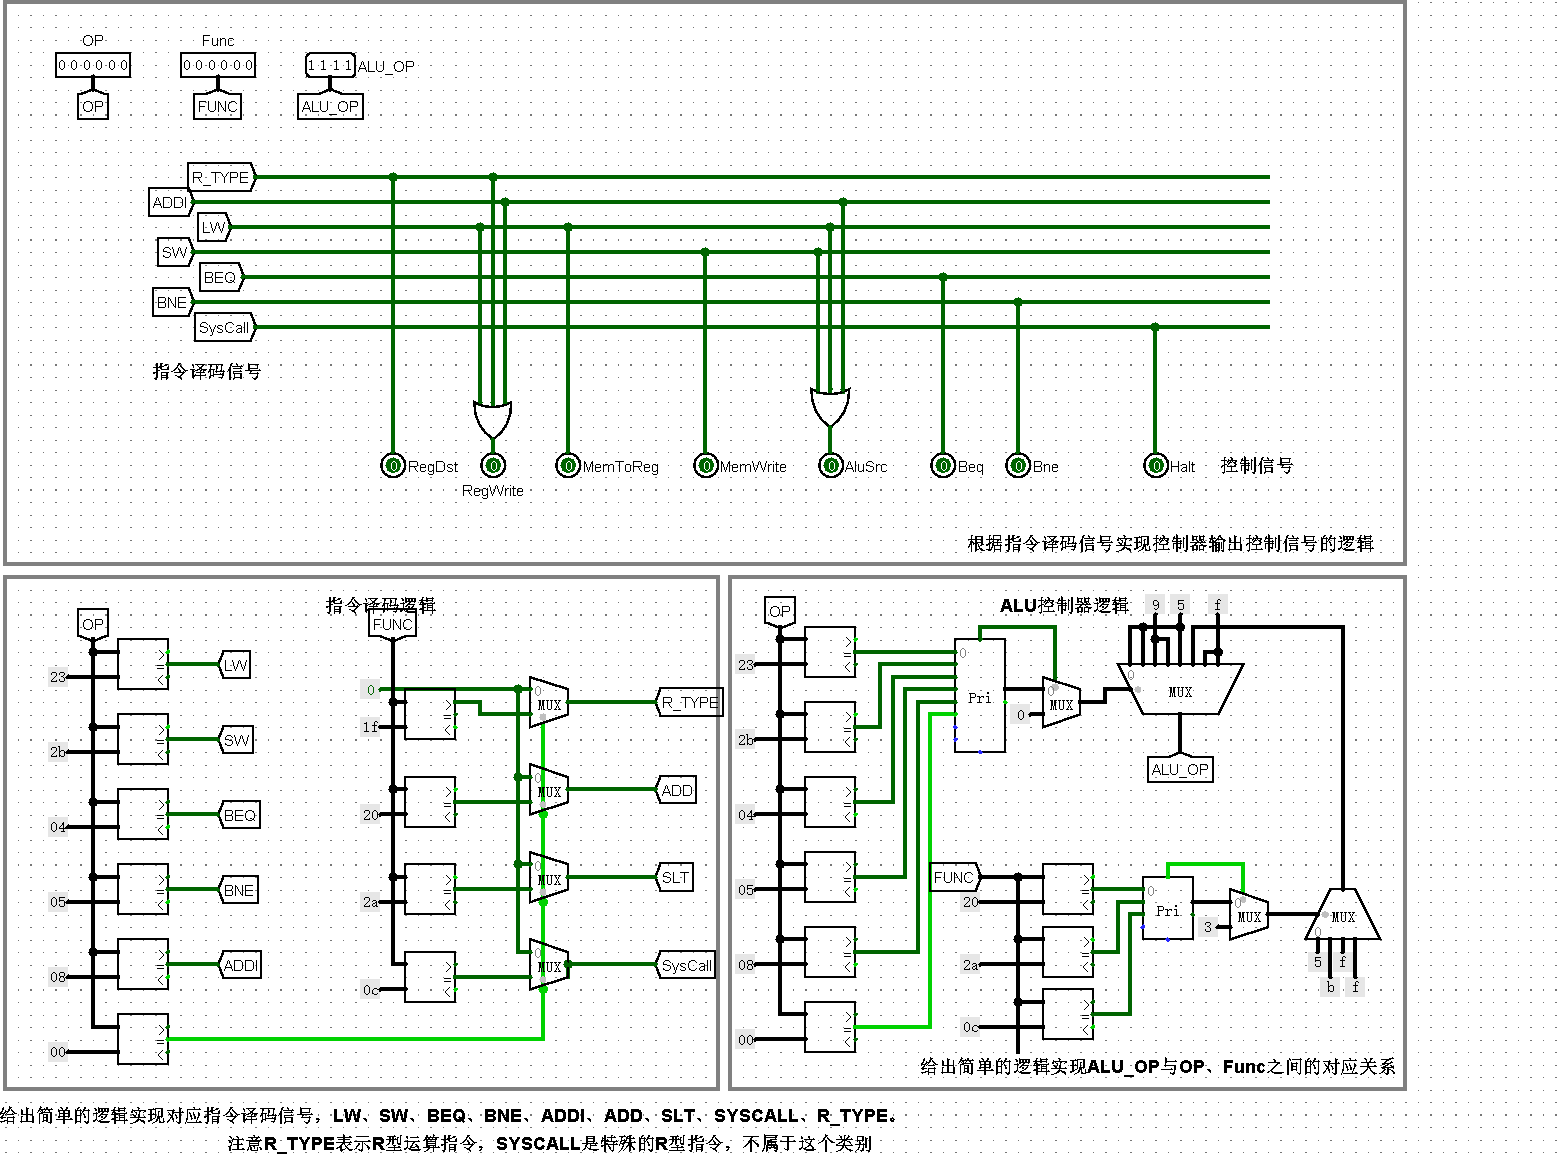 OP Func
0 0 0 0 0 0 0 0 0 0 0 0 1 1 1 1 ALU_OP
OP FUNC ALU_OP
R_TYPE
ADDI
LW
SW
BEQ
BNE
SysCall
指令译码信号
0 RegDst 0 0 MemToReg 0 MemWrite 0 AluSrc 0 Beq 0 Bne 0 Halt 控制信号
RegWrite
根据指令译码信号实现控制器输出控制信号的逻辑
指令译码逻辑
OP FUNC
> = < LW
23
> = < SW
2b
> = < BEQ
04
> = < BNE
05
> = < ADDI
08
> = <
00
0 > = < 0 MUX R_TYPE
1f
> = < 0 MUX ADD
20
> = < 0 MUX SLT
2a
> = < 0 MUX SysCall
0c
ALU控制器逻辑
OP
> = <
23
> = <
2b
> = <
04
> = <
05
> = <
08
> = <
00
0 Pri
0 MUX
0
9 5 f
0 MUX
ALU_OP
FUNC
> = <
20
> = <
2a
> = <
0c
0 Pri
0 MUX
3
MUX
0
5 f
b f
给出简单的逻辑实现ALU_OP与OP、Func之间的对应关系
给出简单的逻辑实现对应指令译码信号，LW、SW、BEQ、BNE、ADDI、ADD、SLT、SYSCALL、R_TYPE。
注意R_TYPE表示R型运算指令，SYSCALL是特殊的R型指令，不属于这个类别